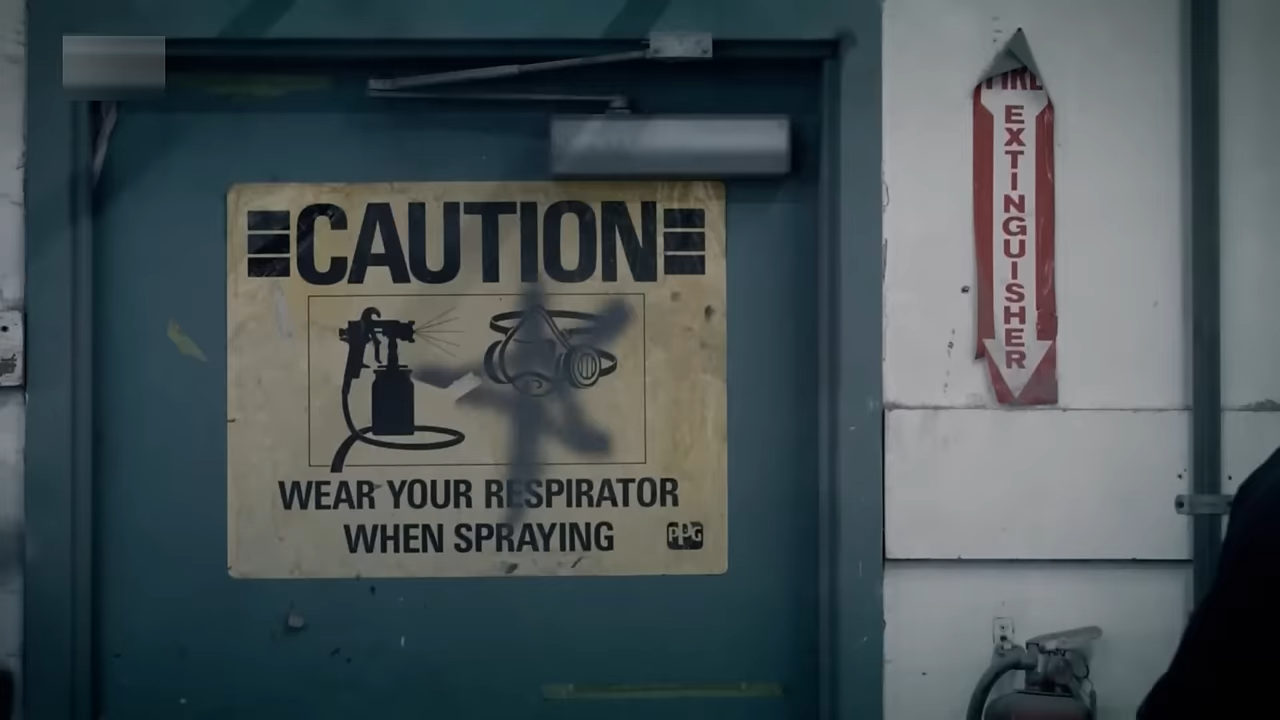 CAUTION
WEAR YOUR RESPIRATOR
WHEN SPRAYING
PPG
FIRE
EXTINGUISHER